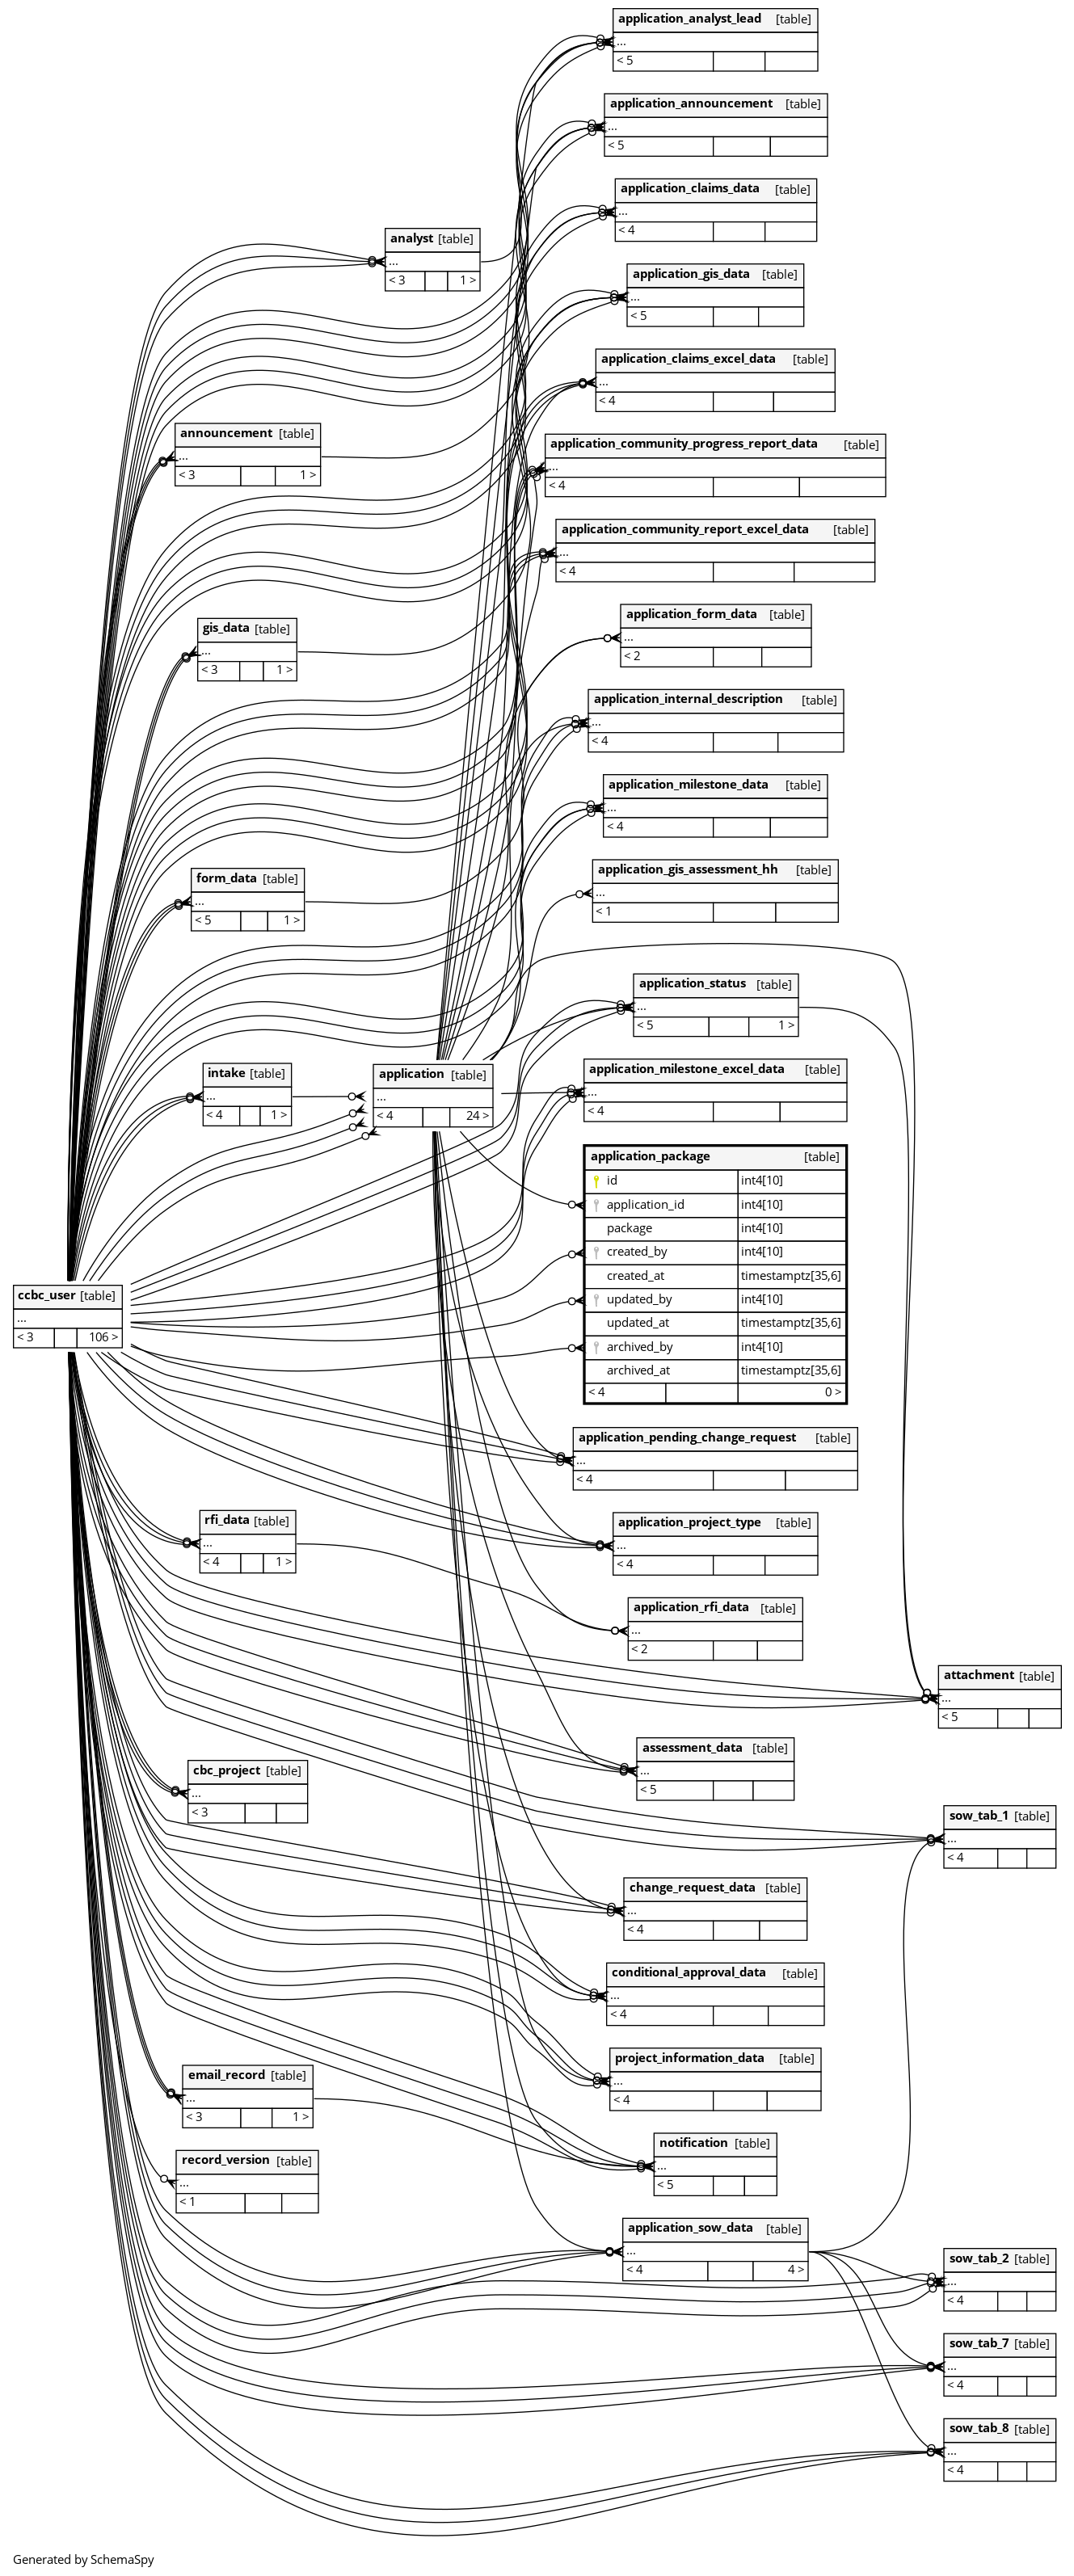 application_analyst_lead [table]
...
< 5
application_announcement [table]
...
< 5
application_claims_data [table]
...
< 4
analyst [table]
...
< 3 1 >
application_gis_data [table]
...
< 5
application_claims_excel_data [table]
...
< 4
announcement [table]
...
< 3 1 >
application_community_progress_report_data [table]
...
< 4
application_community_report_excel_data [table]
...
< 4
gis_data [table]
...
< 3 1 >
application_form_data [table]
...
< 2
application_internal_description [table]
...
< 4
application_milestone_data [table]
...
< 4
form_data [table]
...
< 5 1 >
application_gis_assessment_hh [table]
...
< 1
application_status [table]
...
< 5 1 >
intake [table]
...
< 4 1 >
application [table]
...
< 4 24 >
application_milestone_excel_data [table]
...
< 4
application_package [table]
id int4[10]
application_id int4[10]
package int4[10]
created_by int4[10]
created_at timestamptz[35,6]
updated_by int4[10]
updated_at timestamptz[35,6]
archived_by int4[10]
archived_at timestamptz[35,6]
< 4 0 >
ccbc_user [table]
...
< 3 106 >
application_pending_change_request [table]
...
< 4
rfi_data [table]
...
< 4 1 >
application_project_type [table]
...
< 4
application_rfi_data [table]
...
< 2
attachment [table]
...
< 5
assessment_data [table]
...
< 5
cbc_project [table]
...
< 3
sow_tab_1 [table]
...
< 4
change_request_data [table]
...
< 4
conditional_approval_data [table]
...
< 4
project_information_data [table]
...
< 4
email_record [table]
...
< 3 1 >
notification [table]
...
< 5
record_version [table]
...
< 1
application_sow_data [table]
...
< 4 4 >
sow_tab_2 [table]
...
< 4
sow_tab_7 [table]
...
< 4
sow_tab_8 [table]
...
< 4
Generated by SchemaSpy